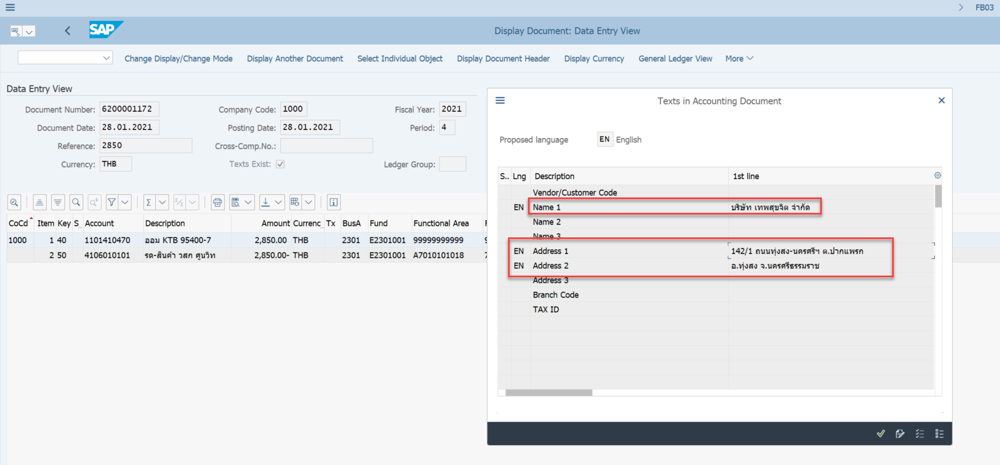 FB03
SAP
Display Document: Data Entry View
Change Display/Change Mode Display Another Document Select Individual Object Display Document Header Display Currency General Ledger View More
Data Entry View
Document Number: 6200001172 Company Code: 1000 Fiscal Year: 2021
Document Date: 28.01.2021 Posting Date: 28.01.2021 Period: 4
Reference: 2850 Cross-Comp.No.:
Currency: THB Texts Exist: Ledger Group:
CoCd Item Key S.. Account Description Amount Currenc.. Tx BusA Fund Functional Area F
1000 1 40 1101410470 ออม KTB 95400-7 2,850.00 THB 2301 E2301001 99999999999 9
2 50 4106010101 รด-สินค้า วสก ศูนวิท 2,850.00- THB 2301 E2301001 A7010101018 7
Texts in Accounting Document
Proposed language EN English
S.. Lng Description 1st line
Vendor/Customer Code
EN Name 1 บริษัท เทพสุขจิต จำกัด
Name 2
Name 3
EN Address 1 142/1 ถนนทุ่งสง-นครศรีฯ ต.ปากแพรก
EN Address 2 อ.ทุ่งสง จ.นครศรีธรรมราช
Address 3
Branch Code
TAX ID